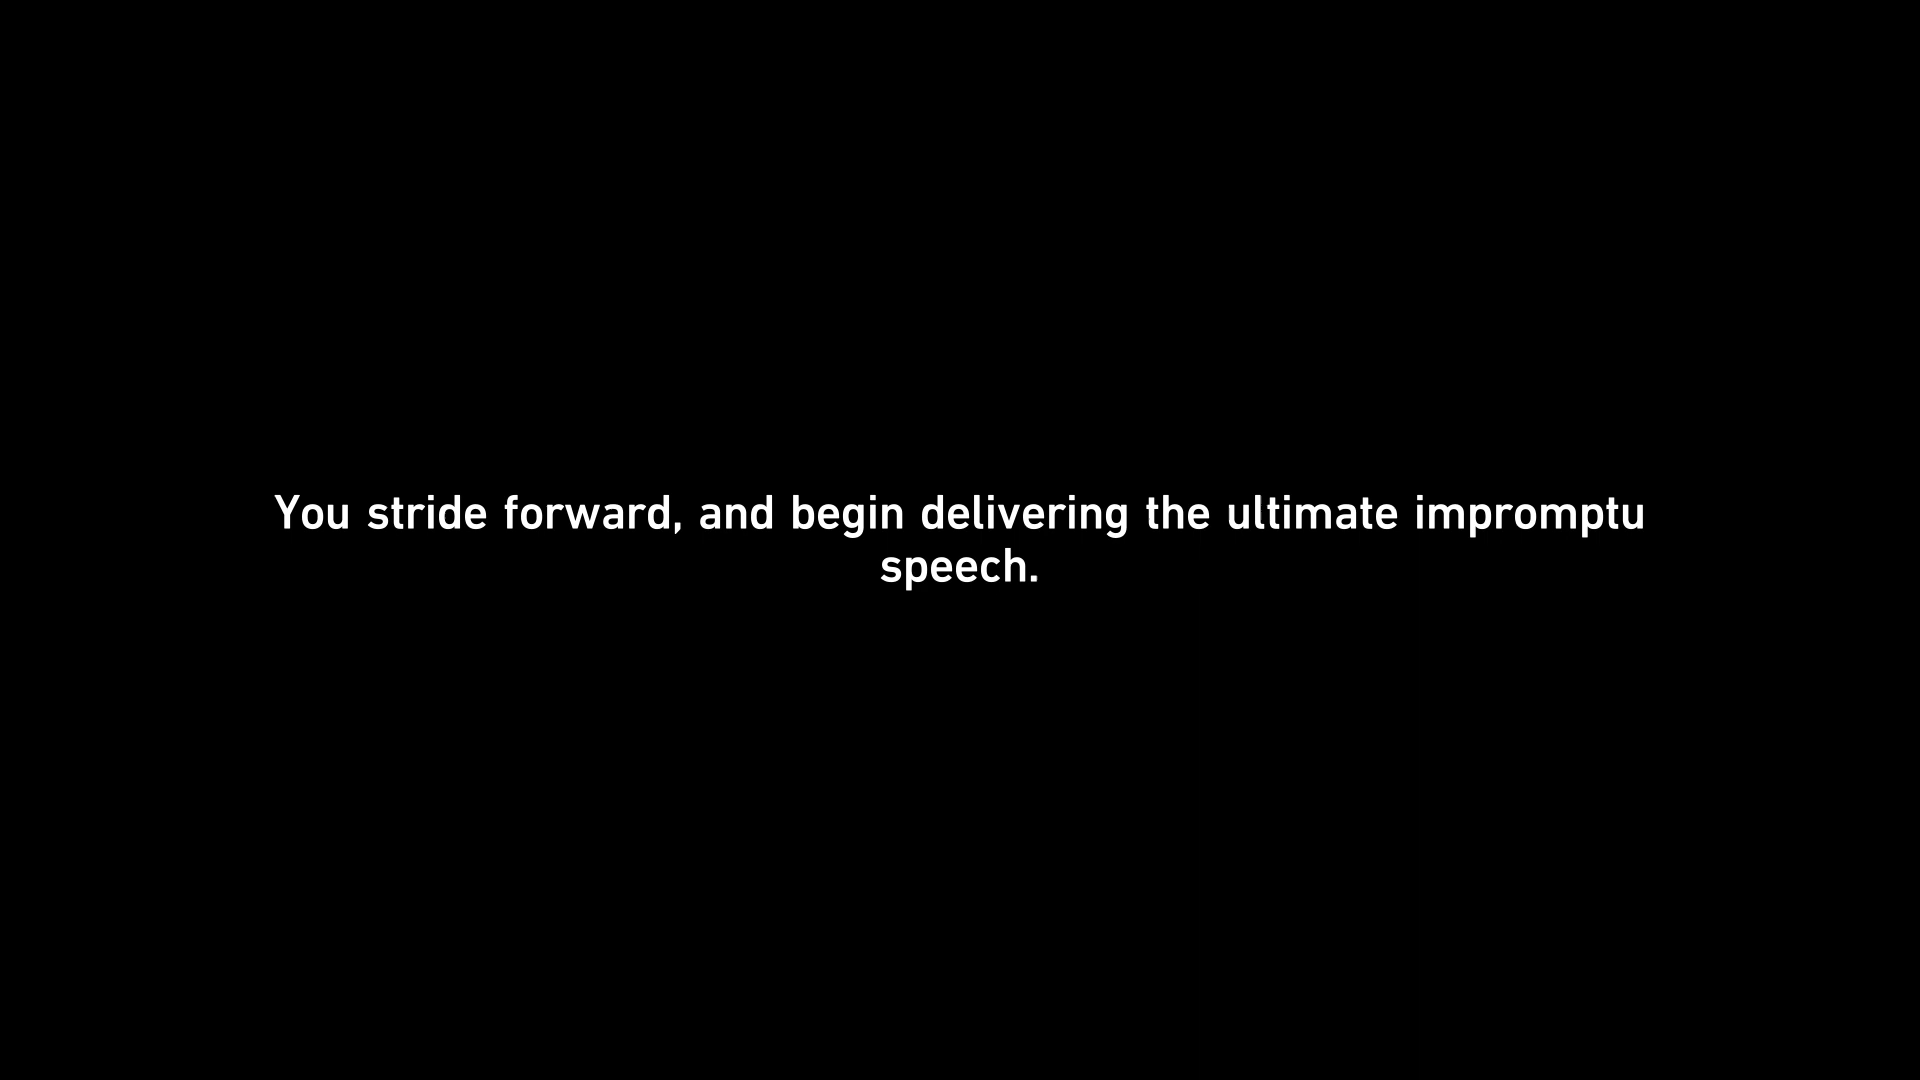 You stride forward, and begin delivering the ultimate impromptu
speech.